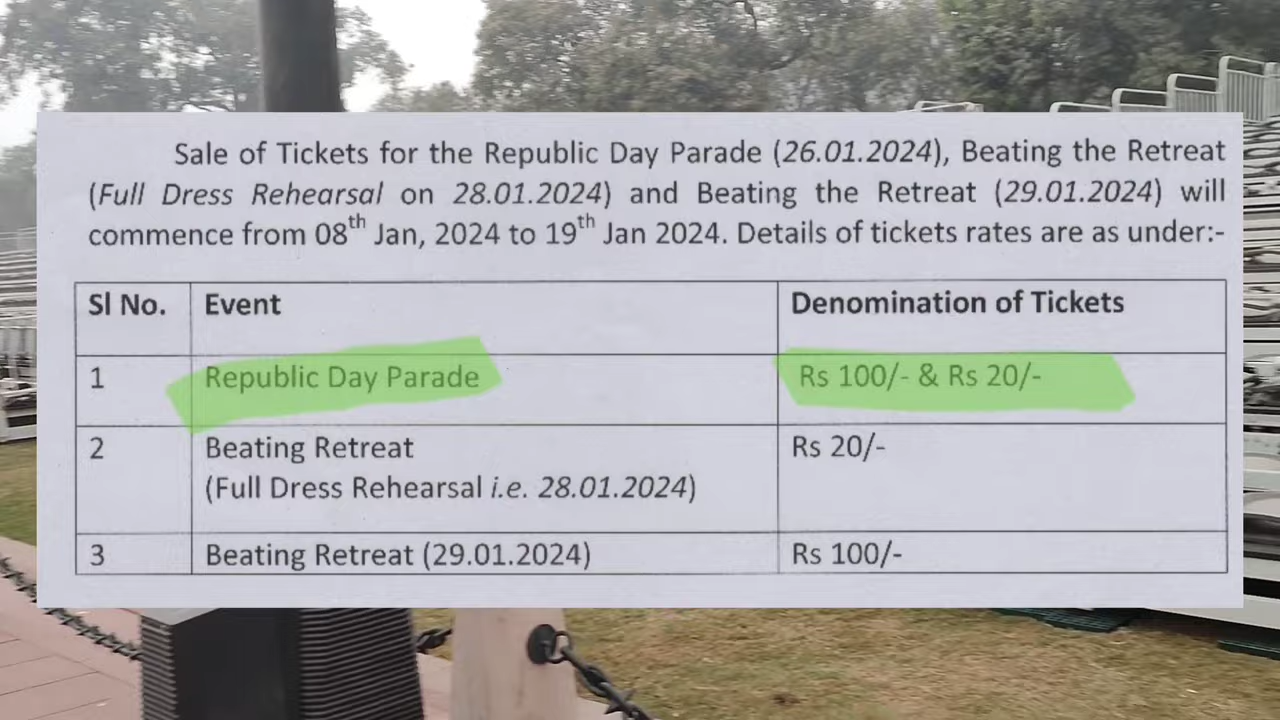 Sale of Tickets for the Republic Day Parade (26.01.2024), Beating the Retreat
(Full Dress Rehearsal on 28.01.2024) and Beating the Retreat (29.01.2024) will
commence from 08th Jan, 2024 to 19th Jan 2024. Details of tickets rates are as under:-
Sl No. Event Denomination of Tickets
1 Republic Day Parade Rs 100/- & Rs 20/-
2 Beating Retreat Rs 20/-
(Full Dress Rehearsal i.e. 28.01.2024)
3 Beating Retreat (29.01.2024) Rs 100/-